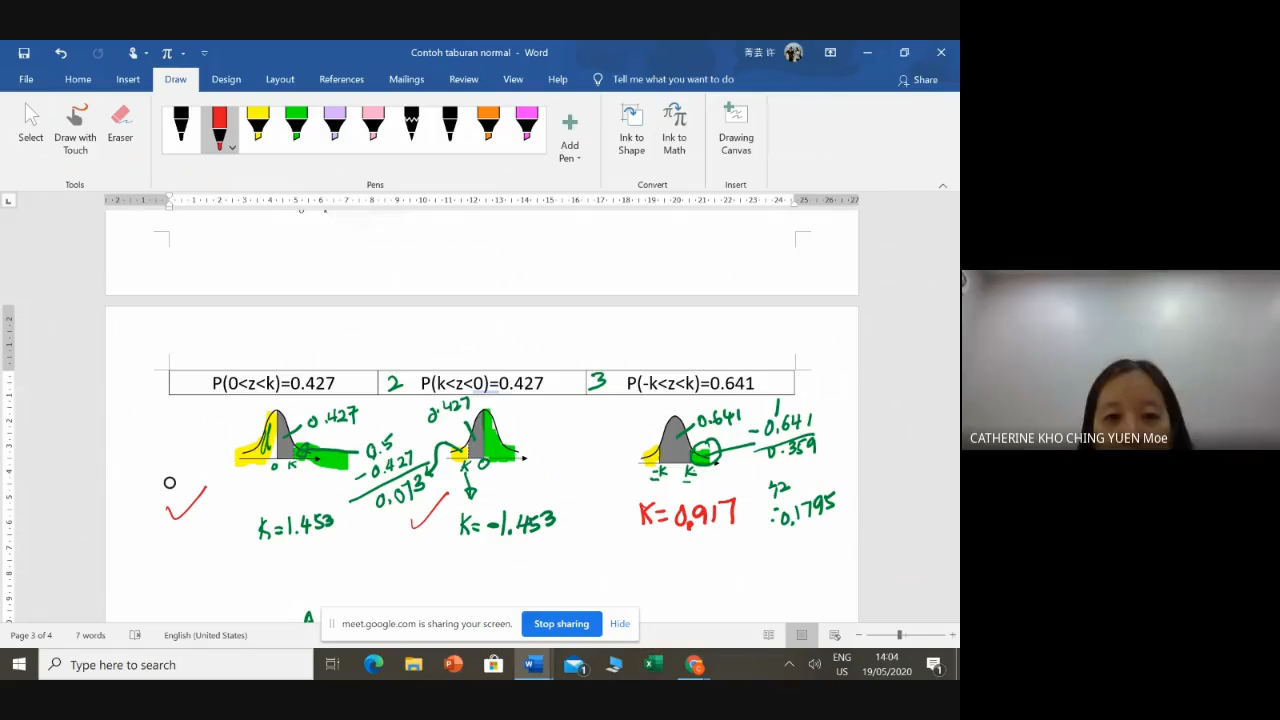 Contoh taburan normal - Word
菁芸 许
File Home Insert Draw Design Layout References Mailings Review View Help Tell me what you want to do Share
Select Draw with Touch Eraser Add Pen Ink to Shape Ink to Math Drawing Canvas
Tools Pens Convert Insert
P(0<z<k)=0.427
2 P(k<z<0)=0.427
3 P(-k<z<k)=0.641
0.427
0 K
0.5
- 0.427
0.073
K=1.453
0.427
K 0
K=-1.453
0.641
-K K
1
- 0.641
0.359
÷2
=0.1795
K=0.917
CATHERINE KHO CHING YUEN Moe
meet.google.com is sharing your screen. Stop sharing Hide
Page 3 of 4 7 words English (United States)
Type here to search
ENG
US
14:04
19/05/2020